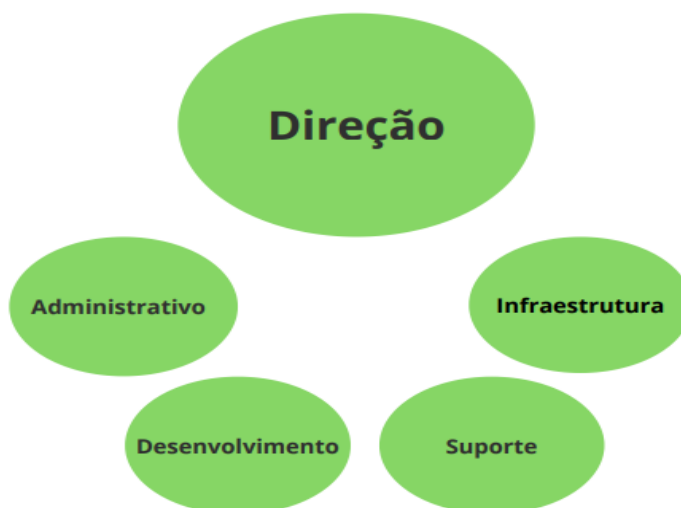 Direção
Administrativo
Infraestrutura
Desenvolvimento
Suporte